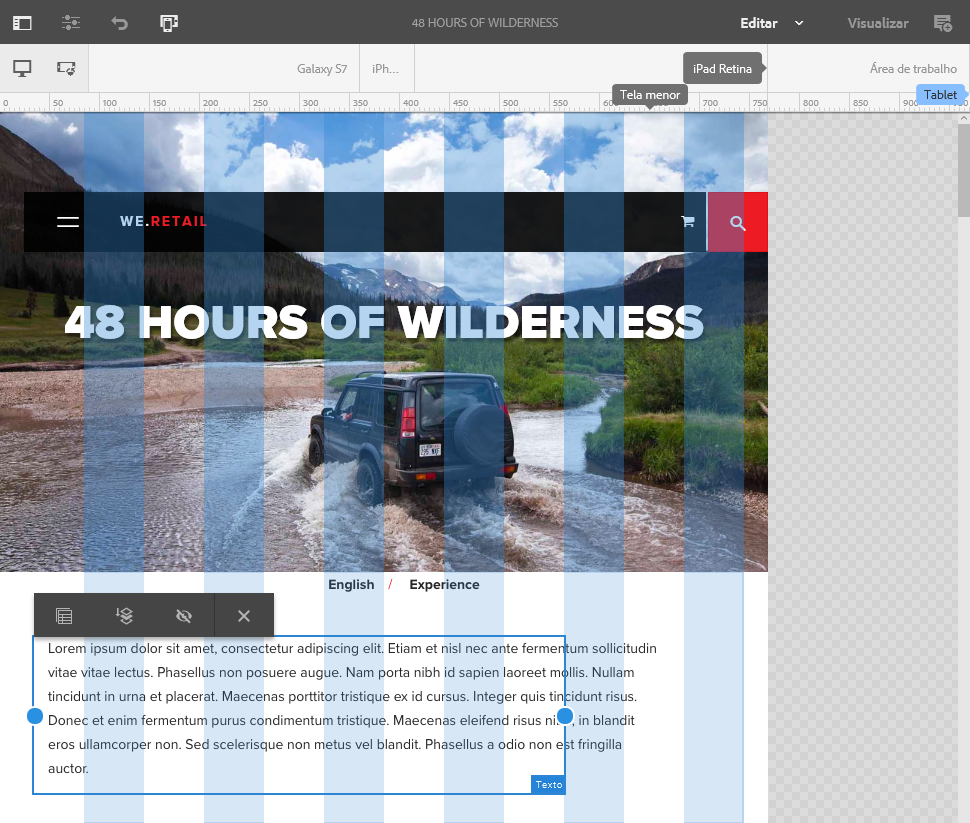 48 HOURS OF WILDERNESS
Editar
Visualizar
Galaxy S7
iPh...
iPad Retina
Área de trabalho
Tela menor
Tablet
0 50 100 150 200 250 300 350 400 450 500 550 700 750 800 850
WE.RETAIL
48 HOURS OF WILDERNESS
English / Experience
Lorem ipsum dolor sit amet, consectetur adipiscing elit. Etiam et nisl nec ante fermentum sollicitudin
vitae vitae lectus. Phasellus non posuere augue. Nam porta nibh id sapien laoreet mollis. Nullam
tincidunt in urna et placerat. Maecenas porttitor tristique ex id cursus. Integer quis tincidunt risus.
Donec et enim fermentum purus condimentum tristique. Maecenas eleifend risus in blandit
eros ullamcorper non. Sed scelerisque non metus vel blandit. Phasellus a odio non est fringilla
auctor.
Texto